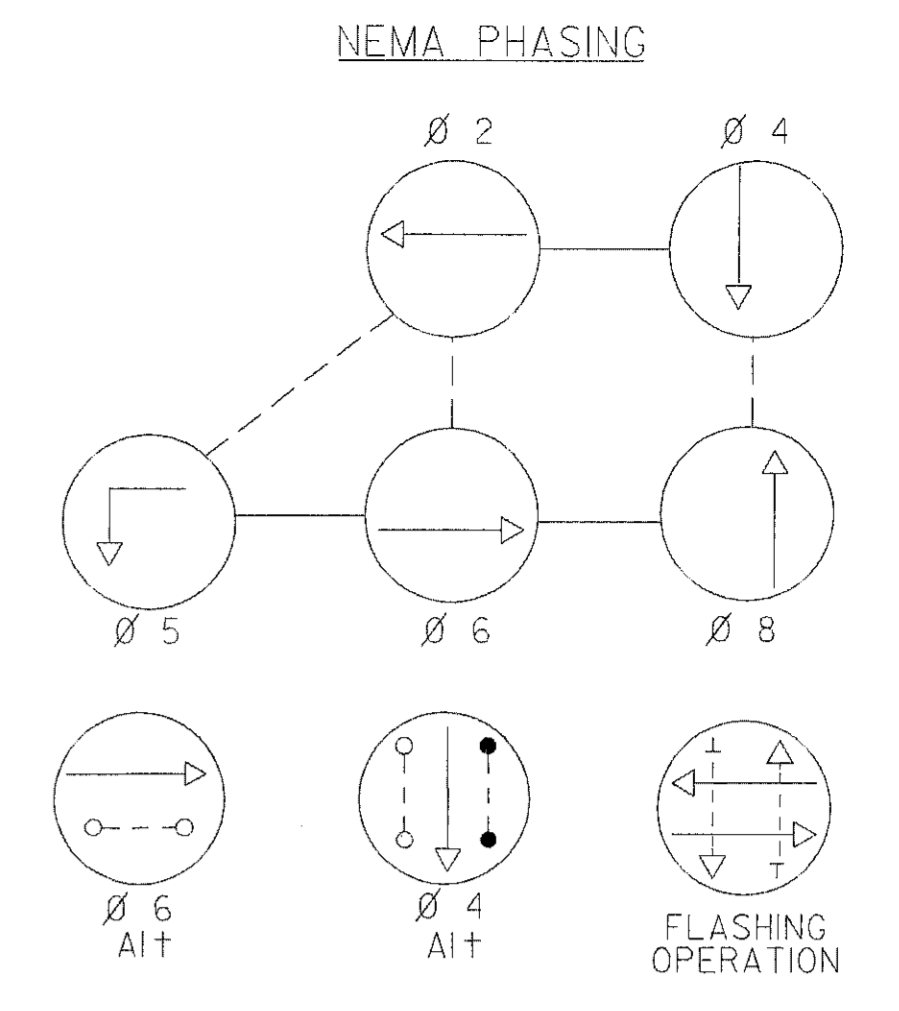 NEMA PHASING
Ø 2
Ø 4
Ø 5
Ø 6
Ø 8
Ø 6
Alt
Ø 4
Alt
FLASHING
OPERATION